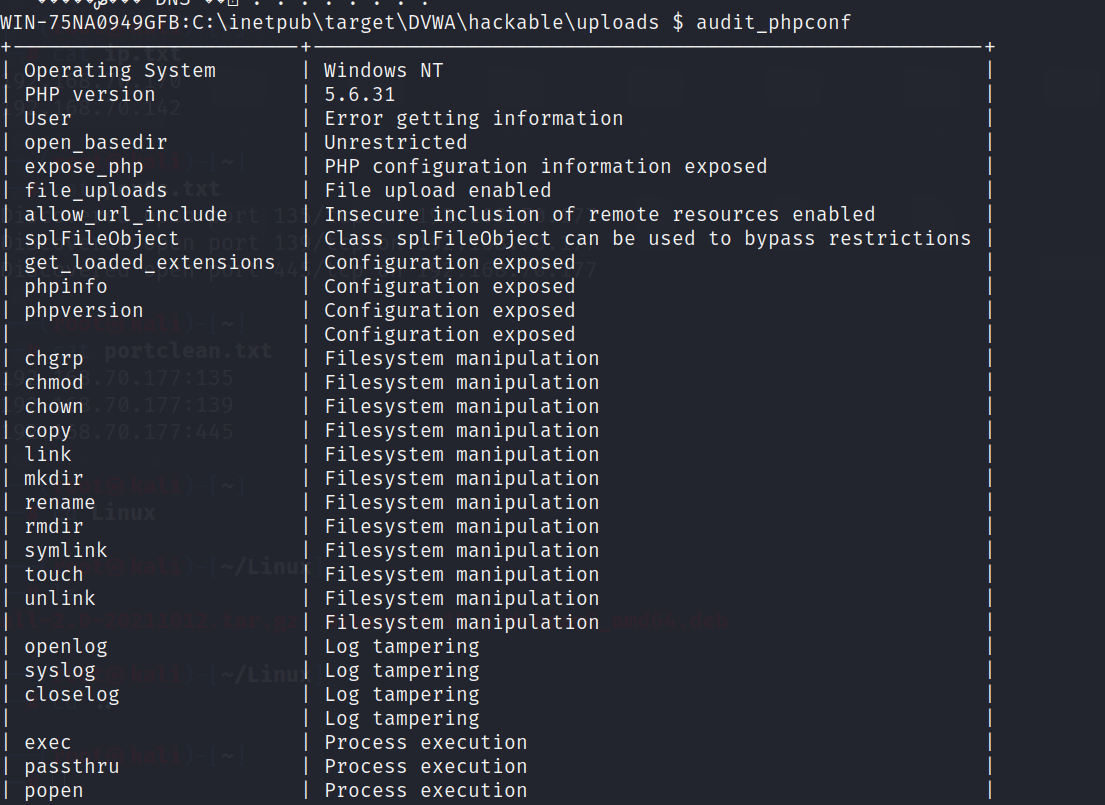 WIN-75NA0949GFB:C:\inetpub\target\DVWA\hackable\uploads $ audit_phpconf
Operating System | Windows NT
PHP version | 5.6.31
User | Error getting information
open_basedir | Unrestricted
expose_php | PHP configuration information exposed
file_uploads | File upload enabled
allow_url_include | Insecure inclusion of remote resources enabled
splFileObject | Class splFileObject can be used to bypass restrictions
get_loaded_extensions | Configuration exposed
phpinfo | Configuration exposed
phpversion | Configuration exposed
| Configuration exposed
chgrp | Filesystem manipulation
chmod | Filesystem manipulation
chown | Filesystem manipulation
copy | Filesystem manipulation
link | Filesystem manipulation
mkdir | Filesystem manipulation
rename | Filesystem manipulation
rmdir | Filesystem manipulation
symlink | Filesystem manipulation
touch | Filesystem manipulation
unlink | Filesystem manipulation
| Filesystem manipulation
openlog | Log tampering
syslog | Log tampering
closelog | Log tampering
| Log tampering
exec | Process execution
passthru | Process execution
popen | Process execution